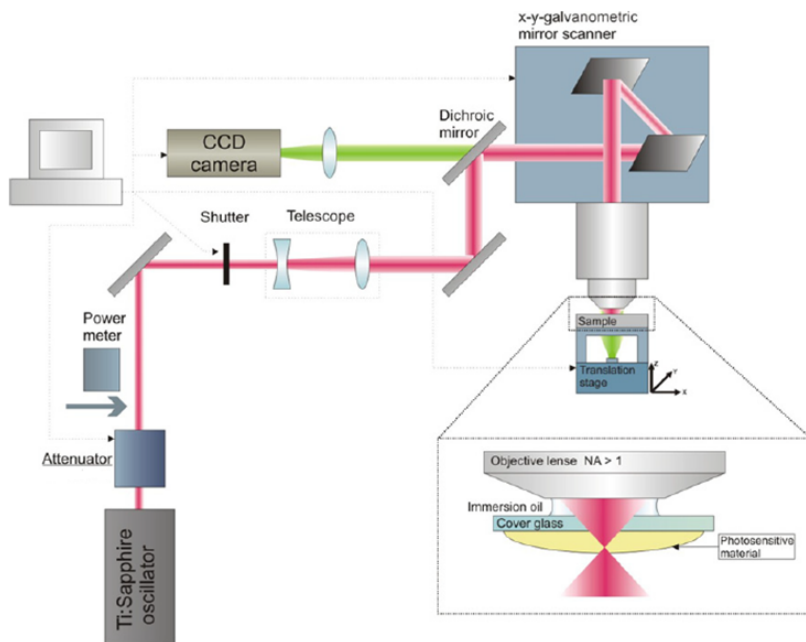 x-y-galvanometric
mirror scanner
Dichroic
mirror
CCD
camera
Shutter
Telescope
Power
meter
Sample
Translation
stage
Z
Y
X
Attenuator
Ti:Sapphire
oscillator
Objective lense NA > 1
Immersion oil
Cover glass
Photosensitive
material